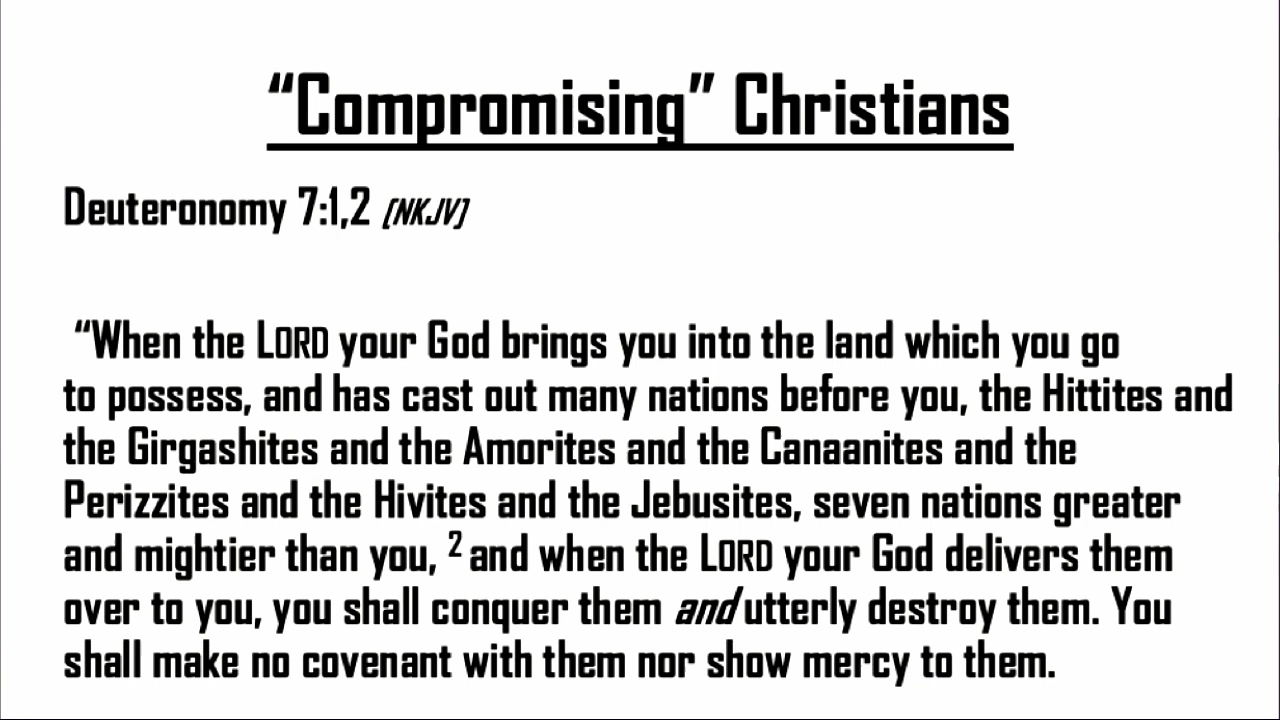 “Compromising” Christians
Deuteronomy 7:1,2 [NKJV]
“When the LORD your God brings you into the land which you go
to possess, and has cast out many nations before you, the Hittites and
the Girgashites and the Amorites and the Canaanites and the
Perizzites and the Hivites and the Jebusites, seven nations greater
and mightier than you, 2 and when the LORD your God delivers them
over to you, you shall conquer them and utterly destroy them. You
shall make no covenant with them nor show mercy to them.